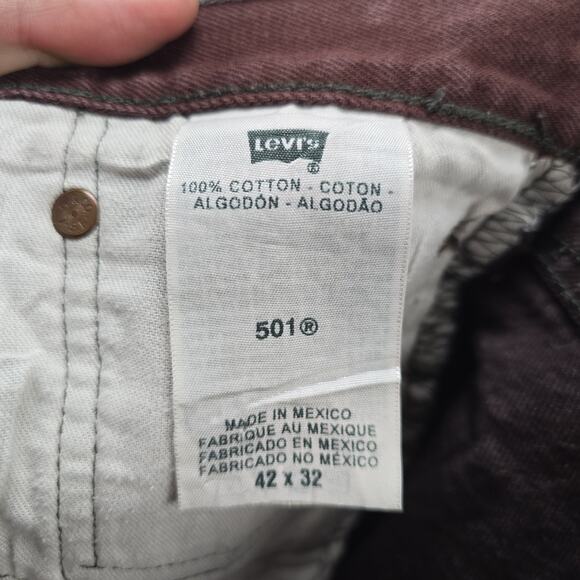 Levi's
®
100% COTTON - COTON -
ALGODÓN - ALGODÃO
501®
MADE IN MEXICO
FABRIQUE AU MEXIQUE
FABRICADO EN MÉXICO
FABRICADO NO MÉXICO
42 x 32